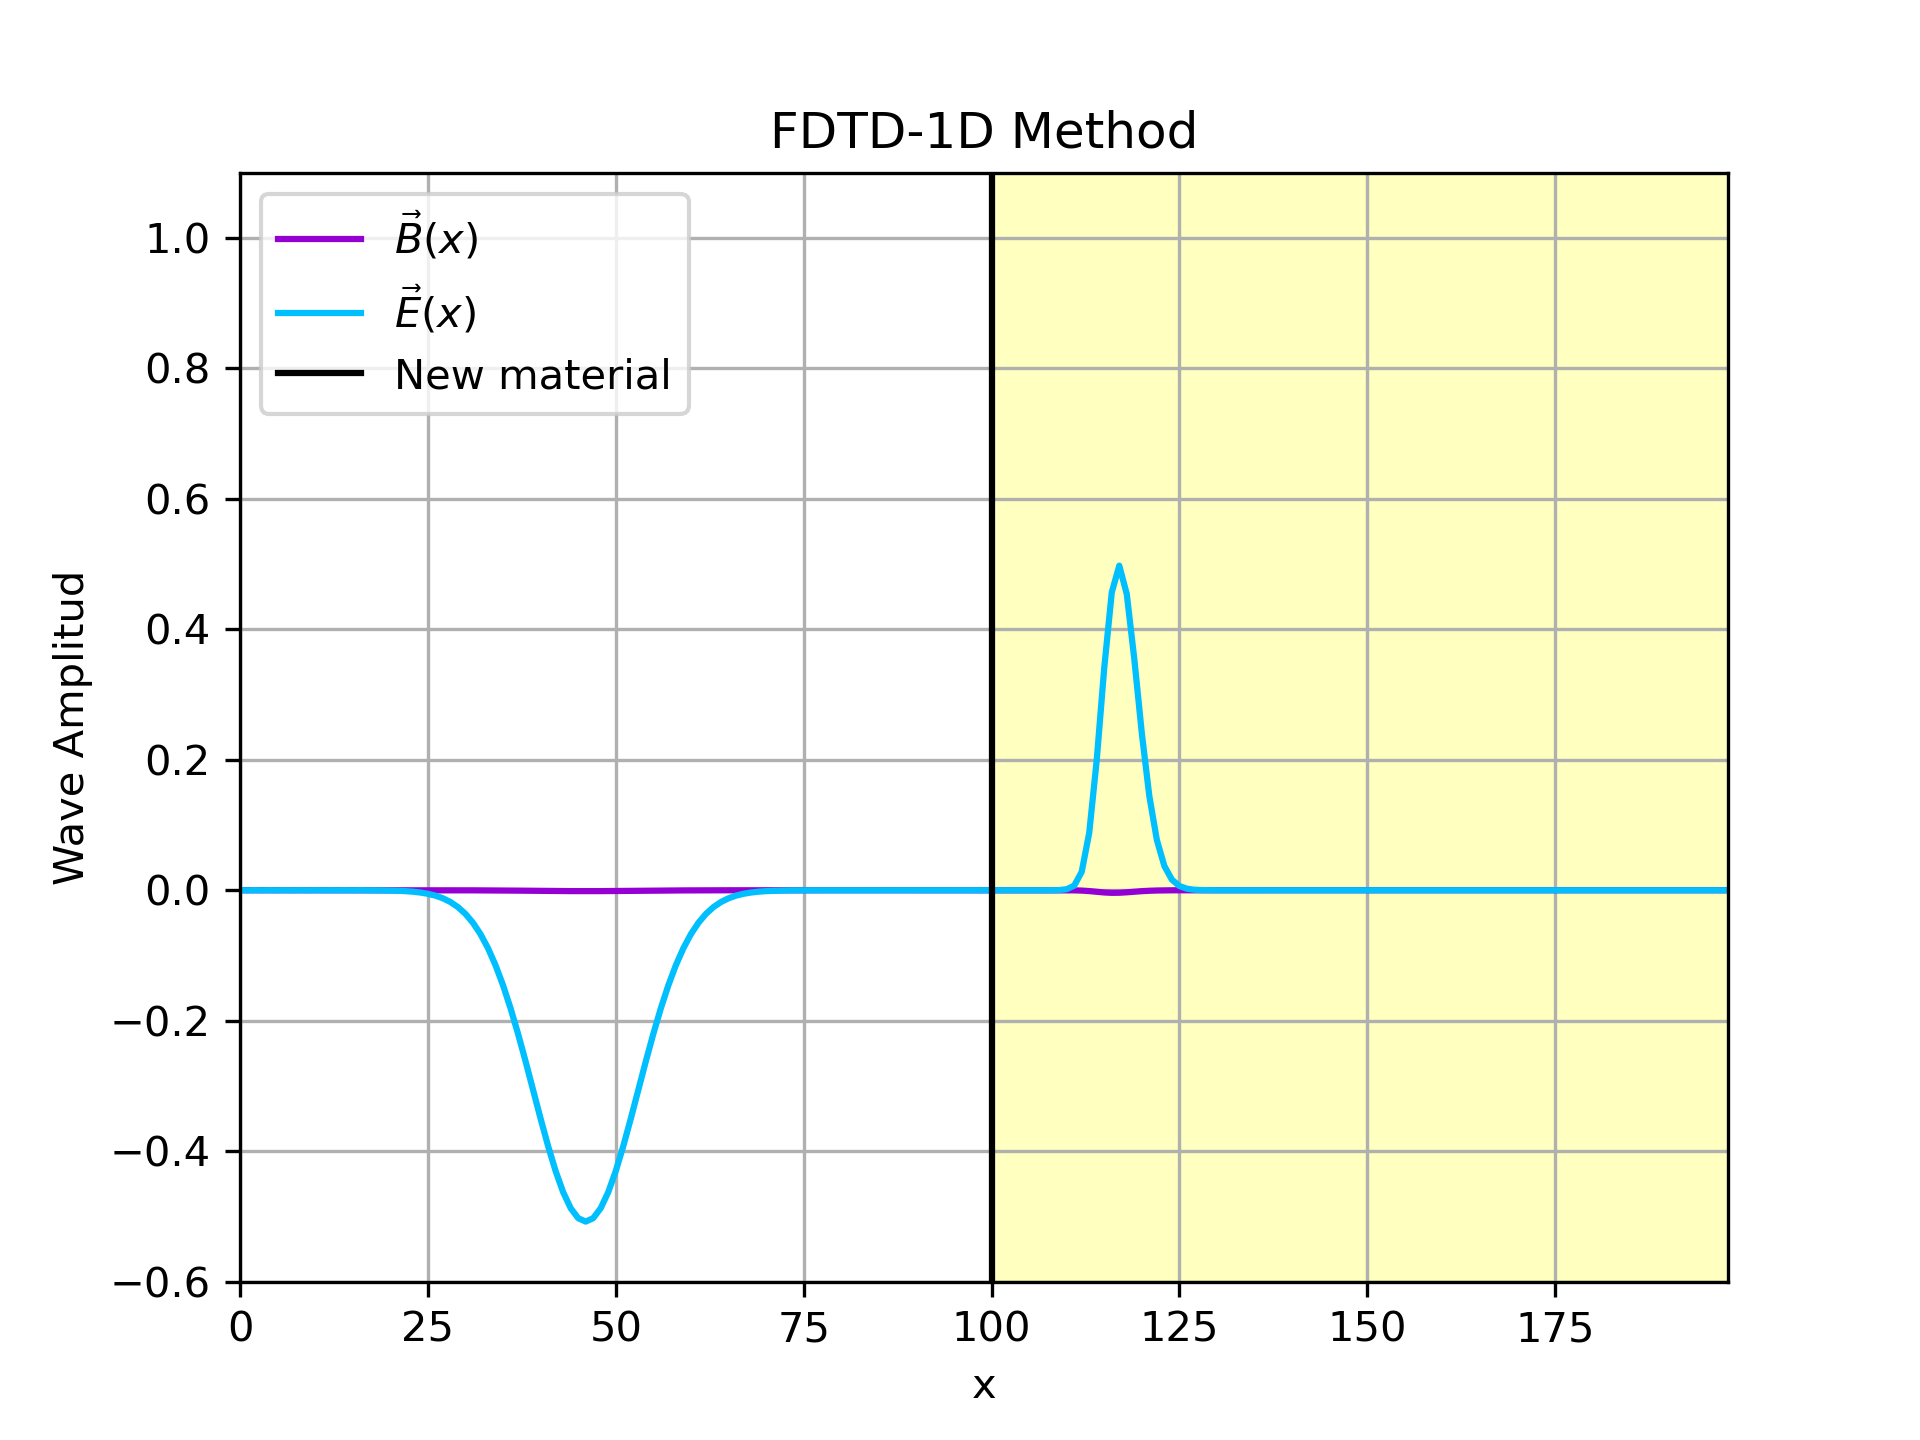 FDTD-1D Method
B⃗(x)
E⃗(x)
New material
Wave Amplitud
1.0
0.8
0.6
0.4
0.2
0.0
−0.2
−0.4
−0.6
0 25 50 75 100 125 150 175
x